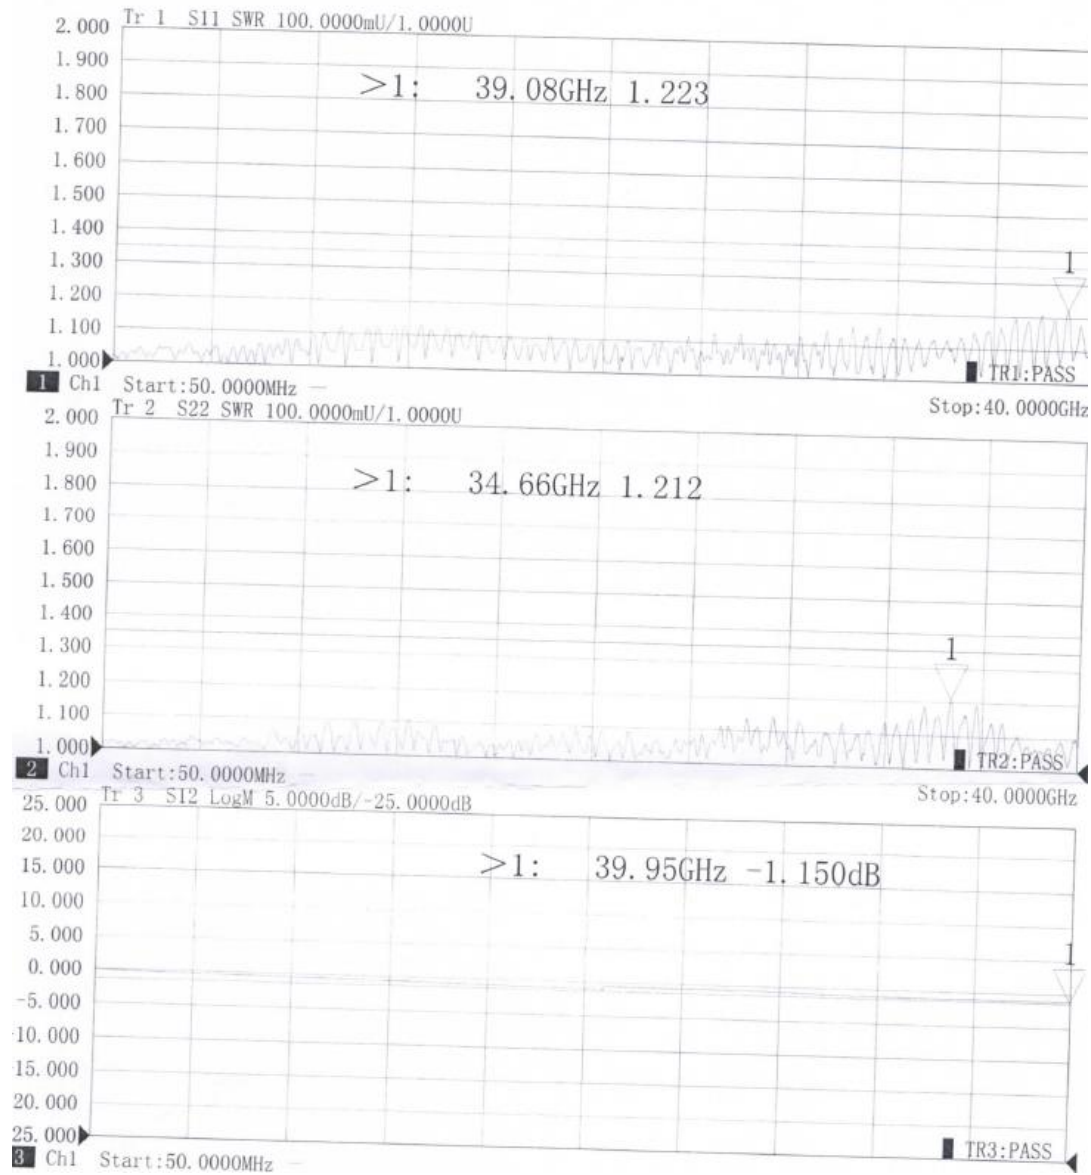 Tr 1 S11 SWR 100.0000mU/1.0000U
2.000
1.900
>1: 39.08GHz 1.223
1.800
1.700
1.600
1.500
1.400
1.300
1
1.200
1.100
1.000
TR1:PASS
1 Ch1 Start:50.0000MHz —
Stop:40.0000GHz
Tr 2 S22 SWR 100.0000mU/1.0000U
2.000
1.900
>1: 34.66GHz 1.212
1.800
1.700
1.600
1.500
1.400
1.300
1
1.200
1.100
1.000
TR2:PASS
2 Ch1 Start:50.0000MHz —
Stop:40.0000GHz
Tr 3 S12 LogM 5.0000dB/-25.0000dB
25.000
20.000
>1: 39.95GHz -1.150dB
15.000
10.000
5.000
1
0.000
-5.000
10.000
15.000
20.000
25.000
TR3:PASS
3 Ch1 Start:50.0000MHz —